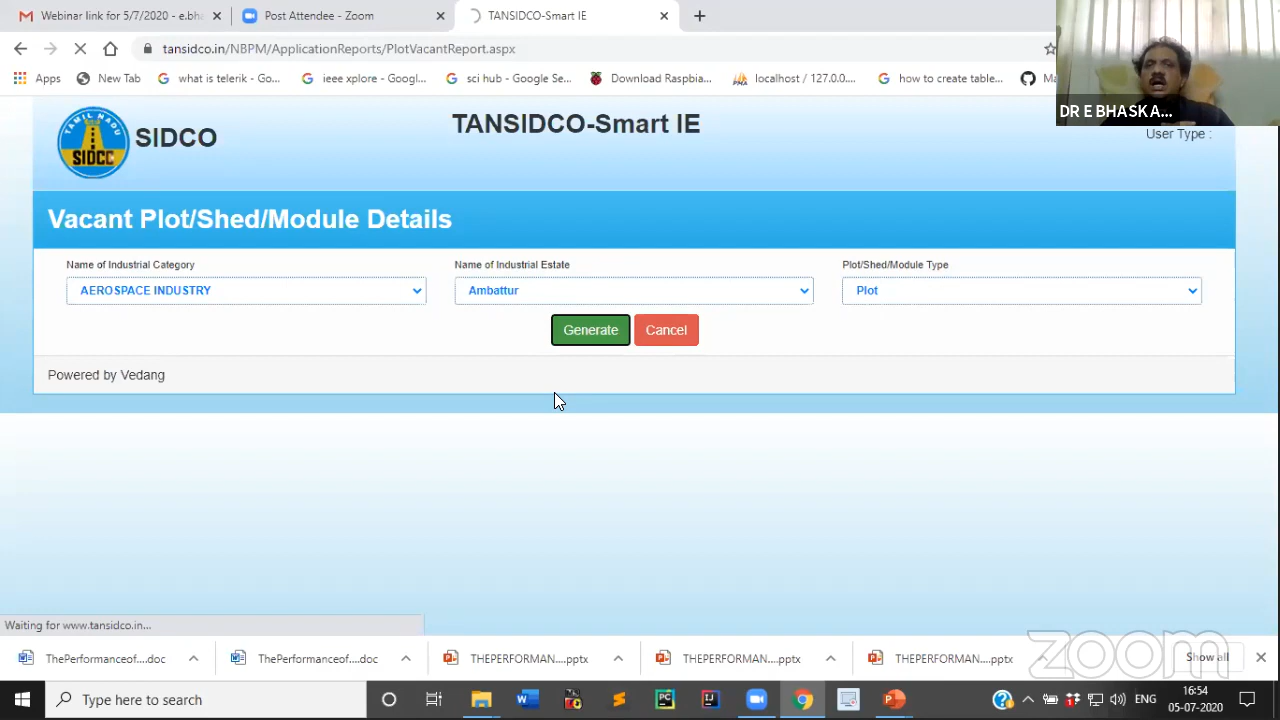 Webinar link for 5/7/2020 - e.bha
Post Attendee - Zoom
TANSIDCO-Smart IE
tansidco.in/NBPM/ApplicationReports/PlotVacantReport.aspx
Apps
New Tab
what is telerik - Go...
ieee xplore - Googl...
sci hub - Google Se...
Download Raspbia...
localhost / 127.0.0....
how to create table...
DR E BHASKA...
TAMIL NADU
SIDCO
SIDCO
TANSIDCO-Smart IE
User Type :
Vacant Plot/Shed/Module Details
Name of Industrial Category
Name of Industrial Estate
Plot/Shed/Module Type
AEROSPACE INDUSTRY
Ambattur
Plot
Generate
Cancel
Powered by Vedang
Waiting for www.tansidco.in...
zoom
ThePerformanceof....doc
ThePerformanceof....doc
THEPERFORMAN....pptx
THEPERFORMAN....pptx
THEPERFORMAN....pptx
Show all
Type here to search
ENG
16:54
05-07-2020